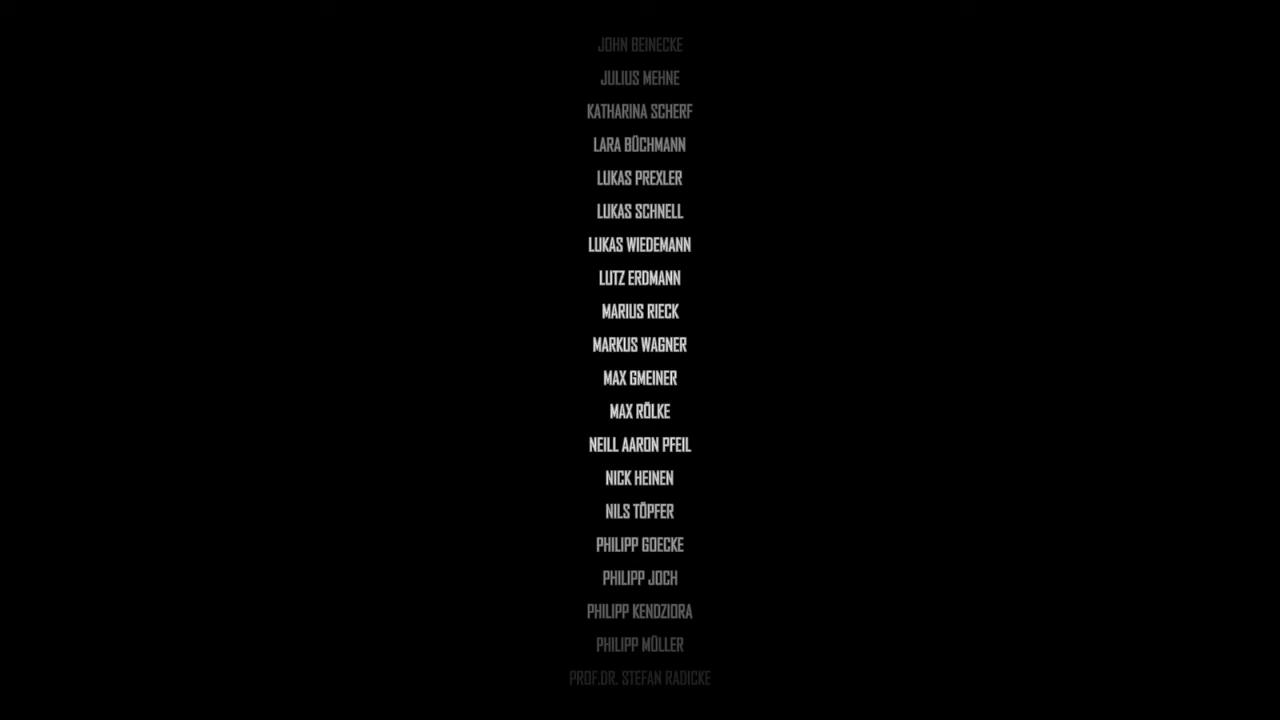 JOHN BEINECKE
JULIUS MEHNE
KATHARINA SCHERF
LARA BÜCHMANN
LUKAS PREXLER
LUKAS SCHNELL
LUKAS WIEDEMANN
LUTZ ERDMANN
MARIUS RIECK
MARKUS WAGNER
MAX GMEINER
MAX RÖLKE
NEILL AARON PFEIL
NICK HEINEN
NILS TÖPFER
PHILIPP GOECKE
PHILIPP JOCH
PHILIPP KENDZIORA
PHILIPP MÜLLER
PROF.DR. STEFAN RADICKE